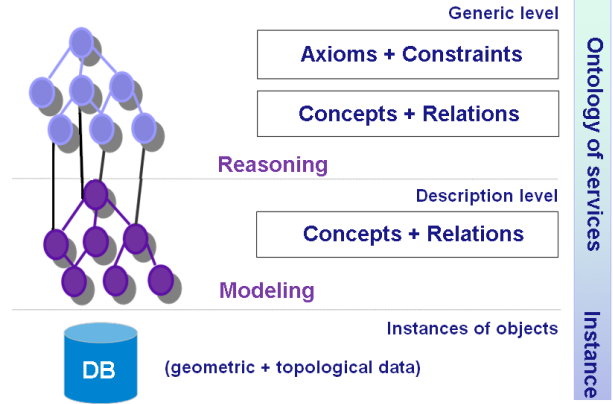 Generic level
Axioms + Constraints
Concepts + Relations
Reasoning
Description level
Concepts + Relations
Modeling
Instances of objects
DB
(geometric + topological data)
Ontology of services
Instance